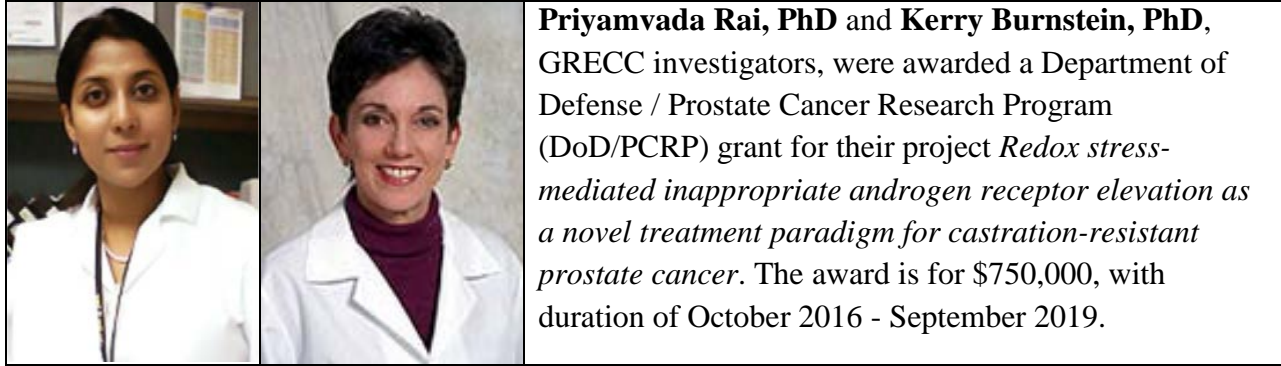 Priyamvada Rai, PhD and Kerry Burnstein, PhD,
GRECC investigators, were awarded a Department of
Defense / Prostate Cancer Research Program
(DoD/PCRP) grant for their project Redox stress-
mediated inappropriate androgen receptor elevation as
a novel treatment paradigm for castration-resistant
prostate cancer. The award is for $750,000, with
duration of October 2016 - September 2019.